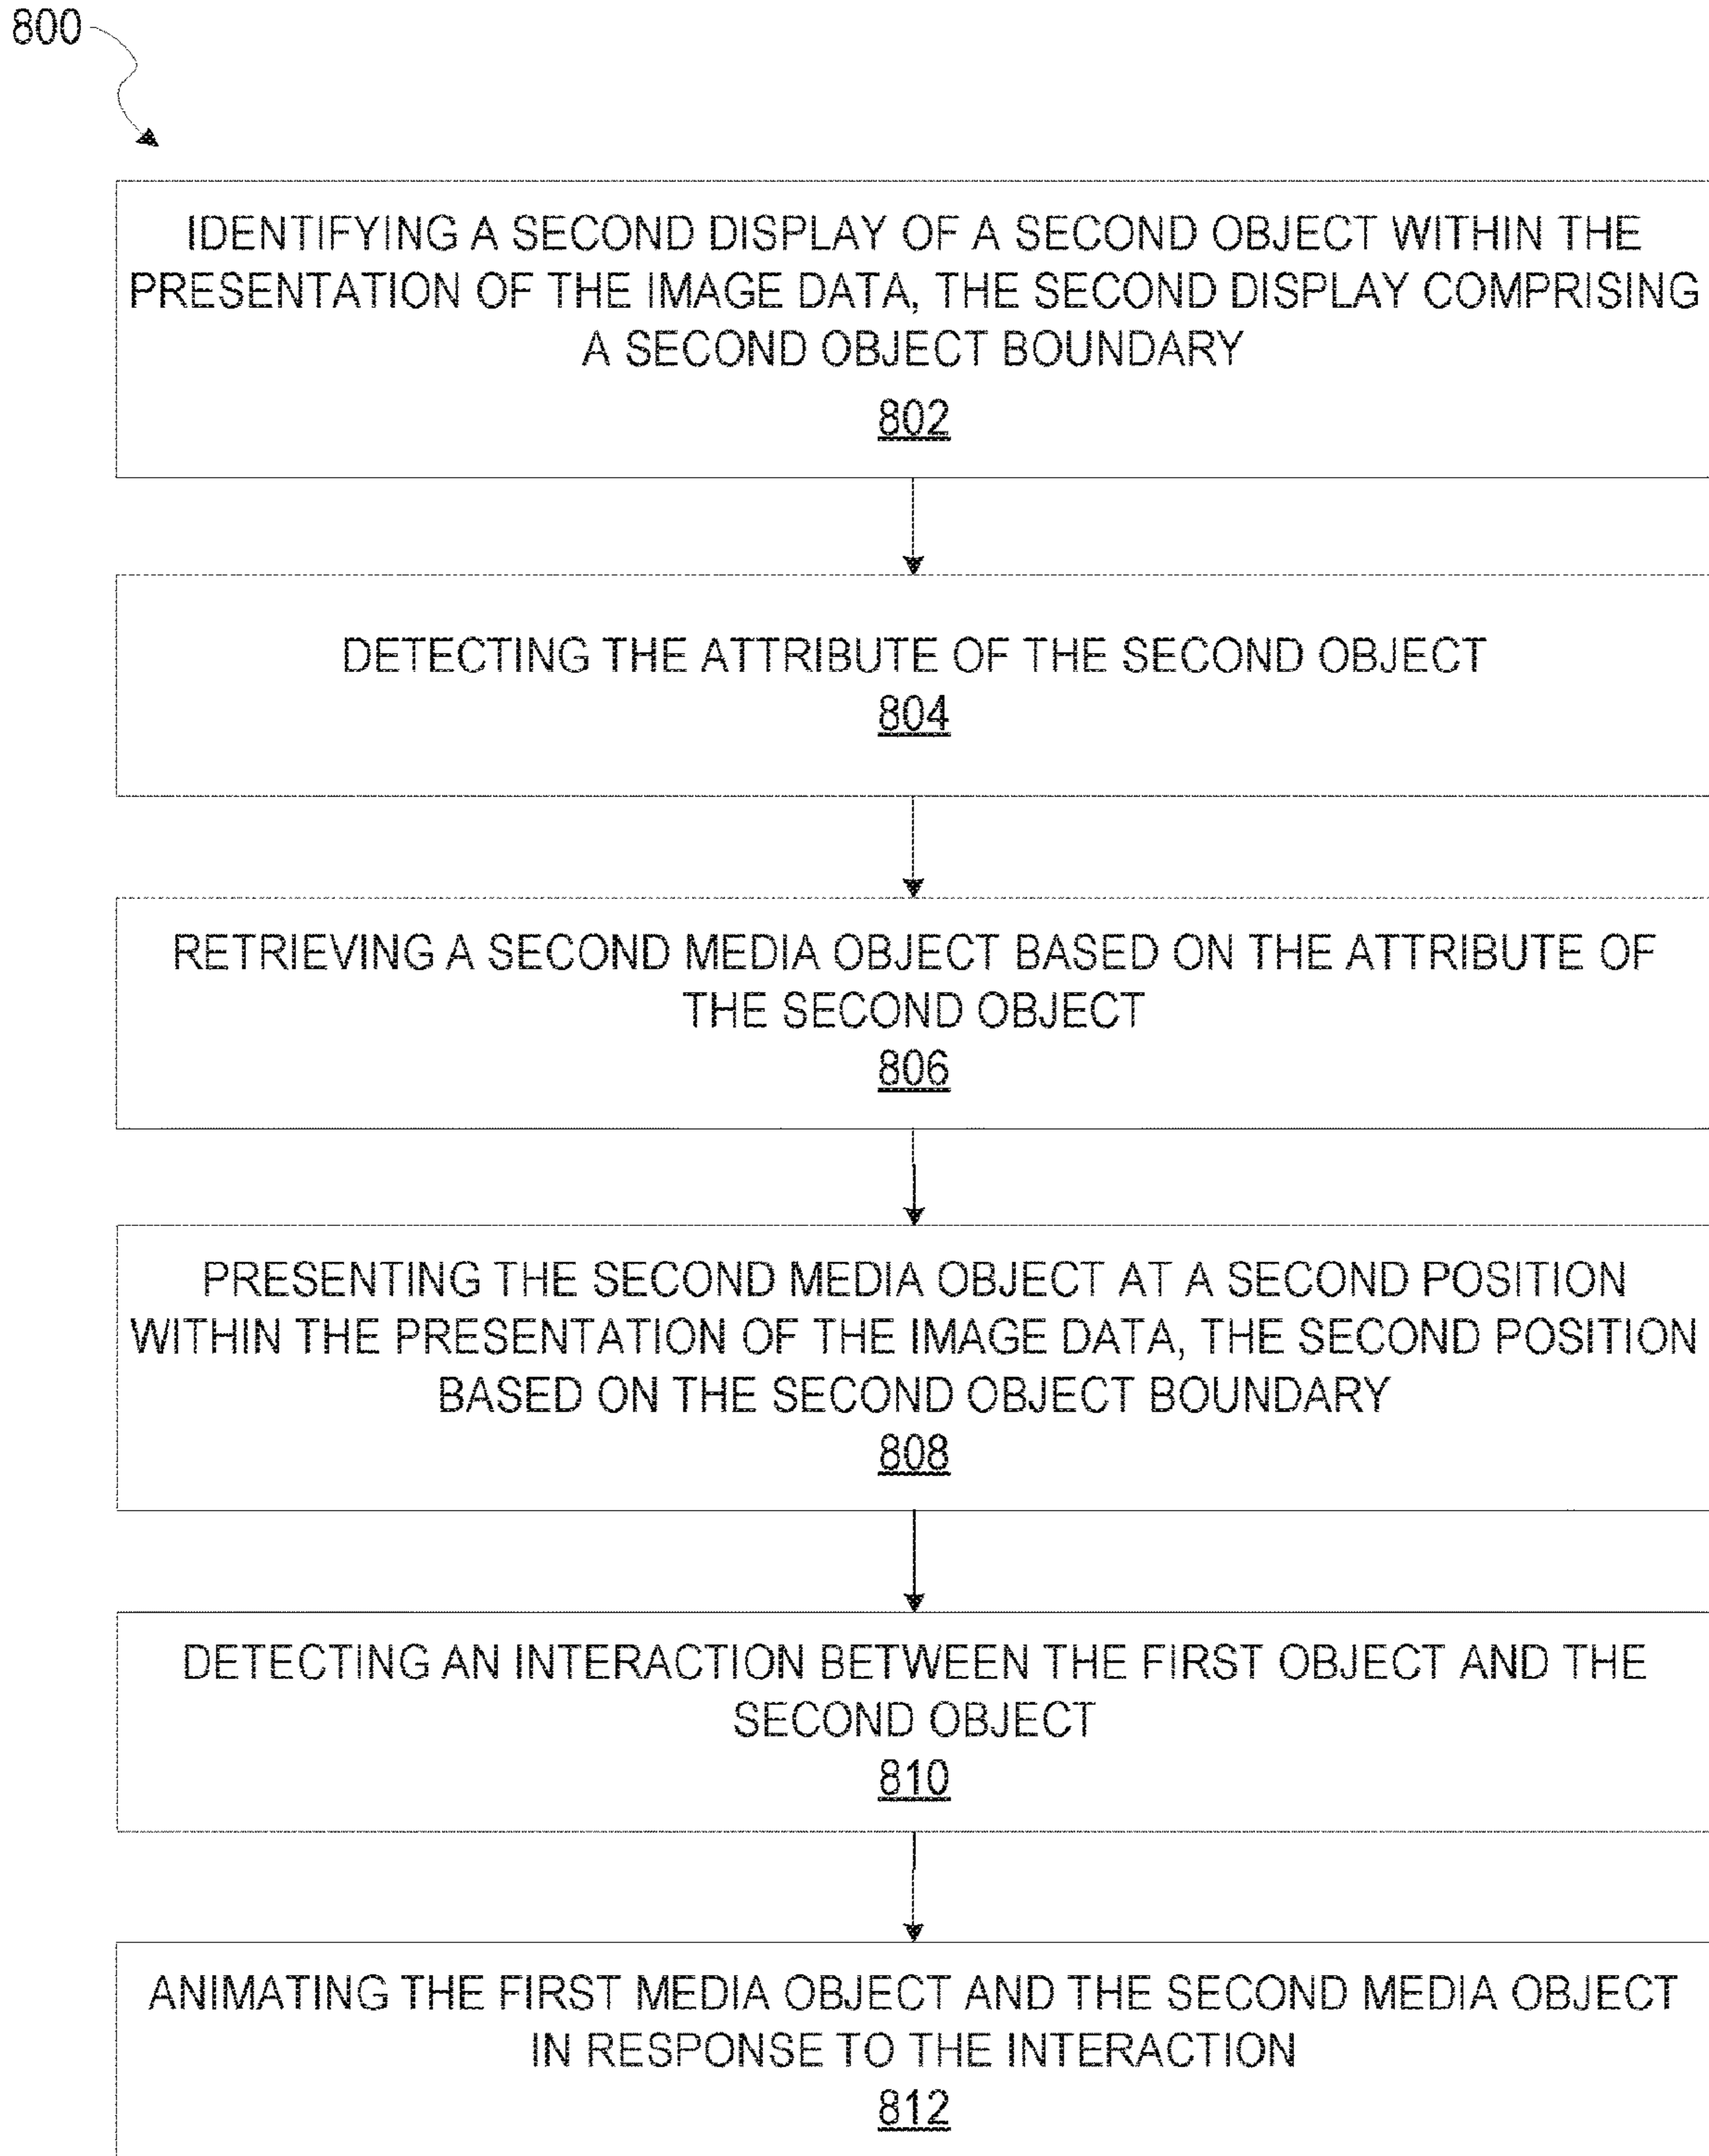 800
IDENTIFYING A SECOND DISPLAY OF A SECOND OBJECT WITHIN THE
PRESENTATION OF THE IMAGE DATA, THE SECOND DISPLAY COMPRISING
A SECOND OBJECT BOUNDARY
802
DETECTING THE ATTRIBUTE OF THE SECOND OBJECT
804
RETRIEVING A SECOND MEDIA OBJECT BASED ON THE ATTRIBUTE OF
THE SECOND OBJECT
806
PRESENTING THE SECOND MEDIA OBJECT AT A SECOND POSITION
WITHIN THE PRESENTATION OF THE IMAGE DATA, THE SECOND POSITION
BASED ON THE SECOND OBJECT BOUNDARY
808
DETECTING AN INTERACTION BETWEEN THE FIRST OBJECT AND THE
SECOND OBJECT
810
ANIMATING THE FIRST MEDIA OBJECT AND THE SECOND MEDIA OBJECT
IN RESPONSE TO THE INTERACTION
812